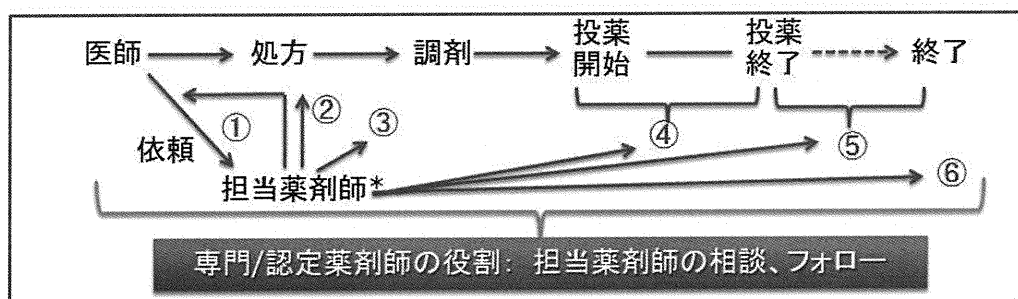 医師 処方 調剤 投薬開始 投薬終了 終了
① ② ③ ④ ⑤ ⑥
依頼
担当薬剤師*
専門/認定薬剤師の役割： 担当薬剤師の相談、フォロー